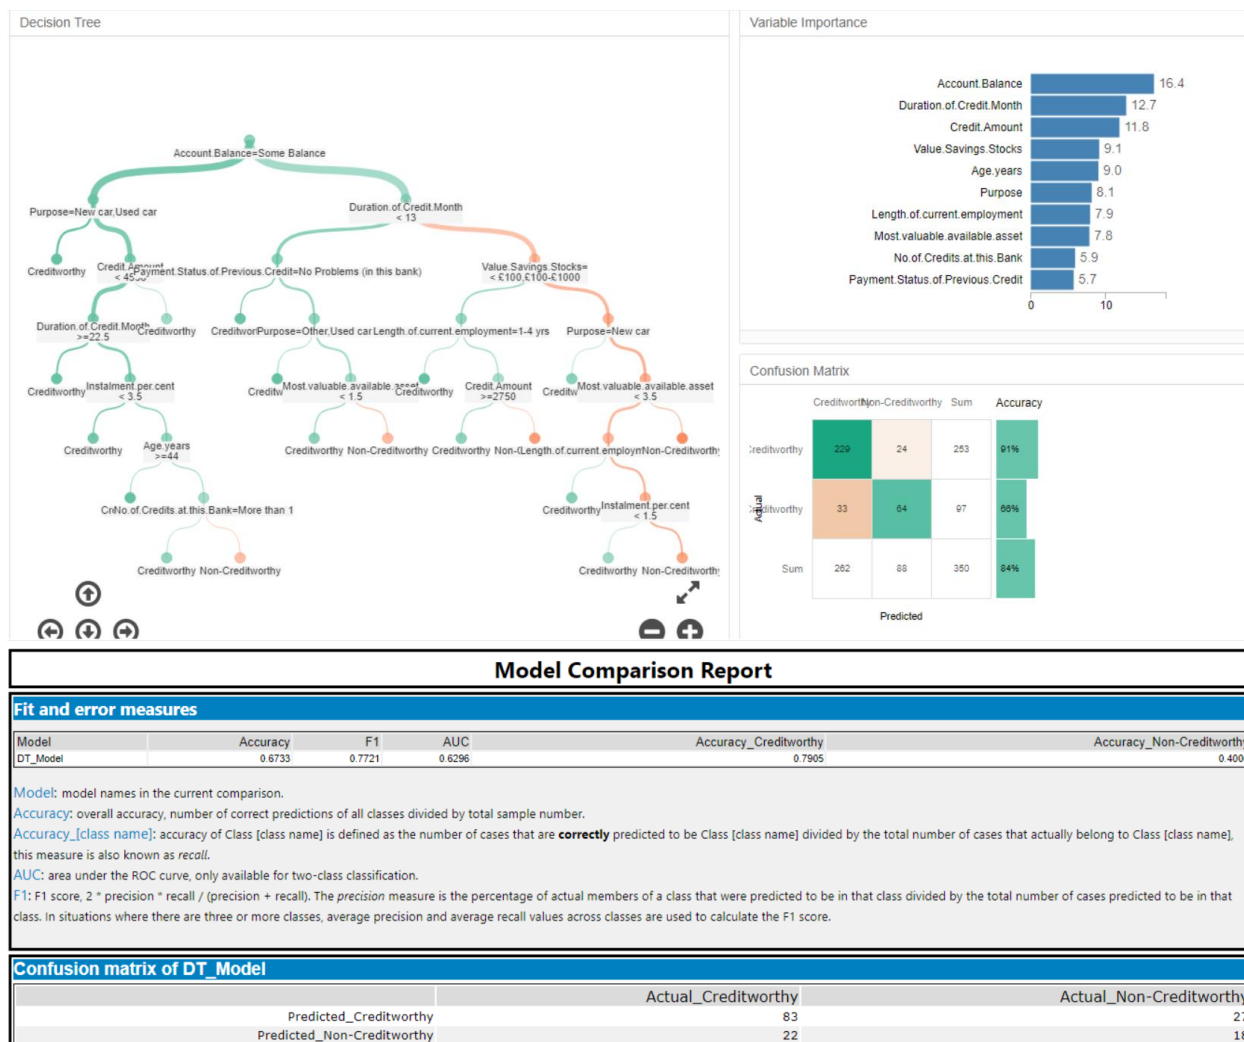 Decision Tree
Account.Balance=Some Balance
Purpose=New car,Used car
Duration.of.Credit.Month
< 13
Creditworthy
Credit.Amount
Payment.Status.of.Previous.Credit=No Problems (in this bank)
Value.Savings.Stocks=
< £100,£100-£1000
Duration.of.Credit.Month
>=22.5
Creditworthy
Purpose=Other,Used car
Length.of.current.employment=1-4 yrs
Purpose=New car
Creditworthy
Instalment.per.cent
< 3.5
Most.valuable.available.asset
< 1.5
Creditworthy
Credit.Amount
>=2750
Most.valuable.available.asset
< 3.5
Creditworthy
Age.years
>=44
Creditworthy
Non-Creditworthy
Creditworthy
Length.of.current.employm
Non-Creditworthy
No.of.Credits.at.this.Bank=More than 1
Creditworthy
Instalment.per.cent
< 1.5
Creditworthy
Non-Creditworthy
Creditworthy
Non-Creditworthy
Variable Importance
Account.Balance 16.4
Duration.of.Credit.Month 12.7
Credit.Amount 11.8
Value.Savings.Stocks 9.1
Age.years 9.0
Purpose 8.1
Length.of.current.employment 7.9
Most.valuable.available.asset 7.8
No.of.Credits.at.this.Bank 5.9
Payment.Status.of.Previous.Credit 5.7
0 10
Confusion Matrix
Creditworthy Non-Creditworthy Sum Accuracy
Creditworthy 229 24 253 91%
Actual
33 64 97 66%
Sum 262 88 350 84%
Predicted
Model Comparison Report
Fit and error measures
Model Accuracy F1 AUC Accuracy_Creditworthy Accuracy_Non-Creditworthy
DT_Model 0.6733 0.7721 0.6296 0.7905 0.400
Model: model names in the current comparison.
Accuracy: overall accuracy, number of correct predictions of all classes divided by total sample number.
Accuracy_[class name]: accuracy of Class [class name] is defined as the number of cases that are correctly predicted to be Class [class name] divided by the total number of cases that actually belong to Class [class name],
this measure is also known as recall.
AUC: area under the ROC curve, only available for two-class classification.
F1: F1 score, 2 * precision * recall / (precision + recall). The precision measure is the percentage of actual members of a class that were predicted to be in that class divided by the total number of cases predicted to be in that
class. In situations where there are three or more classes, average precision and average recall values across classes are used to calculate the F1 score.
Confusion matrix of DT_Model
Actual_Creditworthy Actual_Non-Creditworthy
Predicted_Creditworthy 83 27
Predicted_Non-Creditworthy 22 18